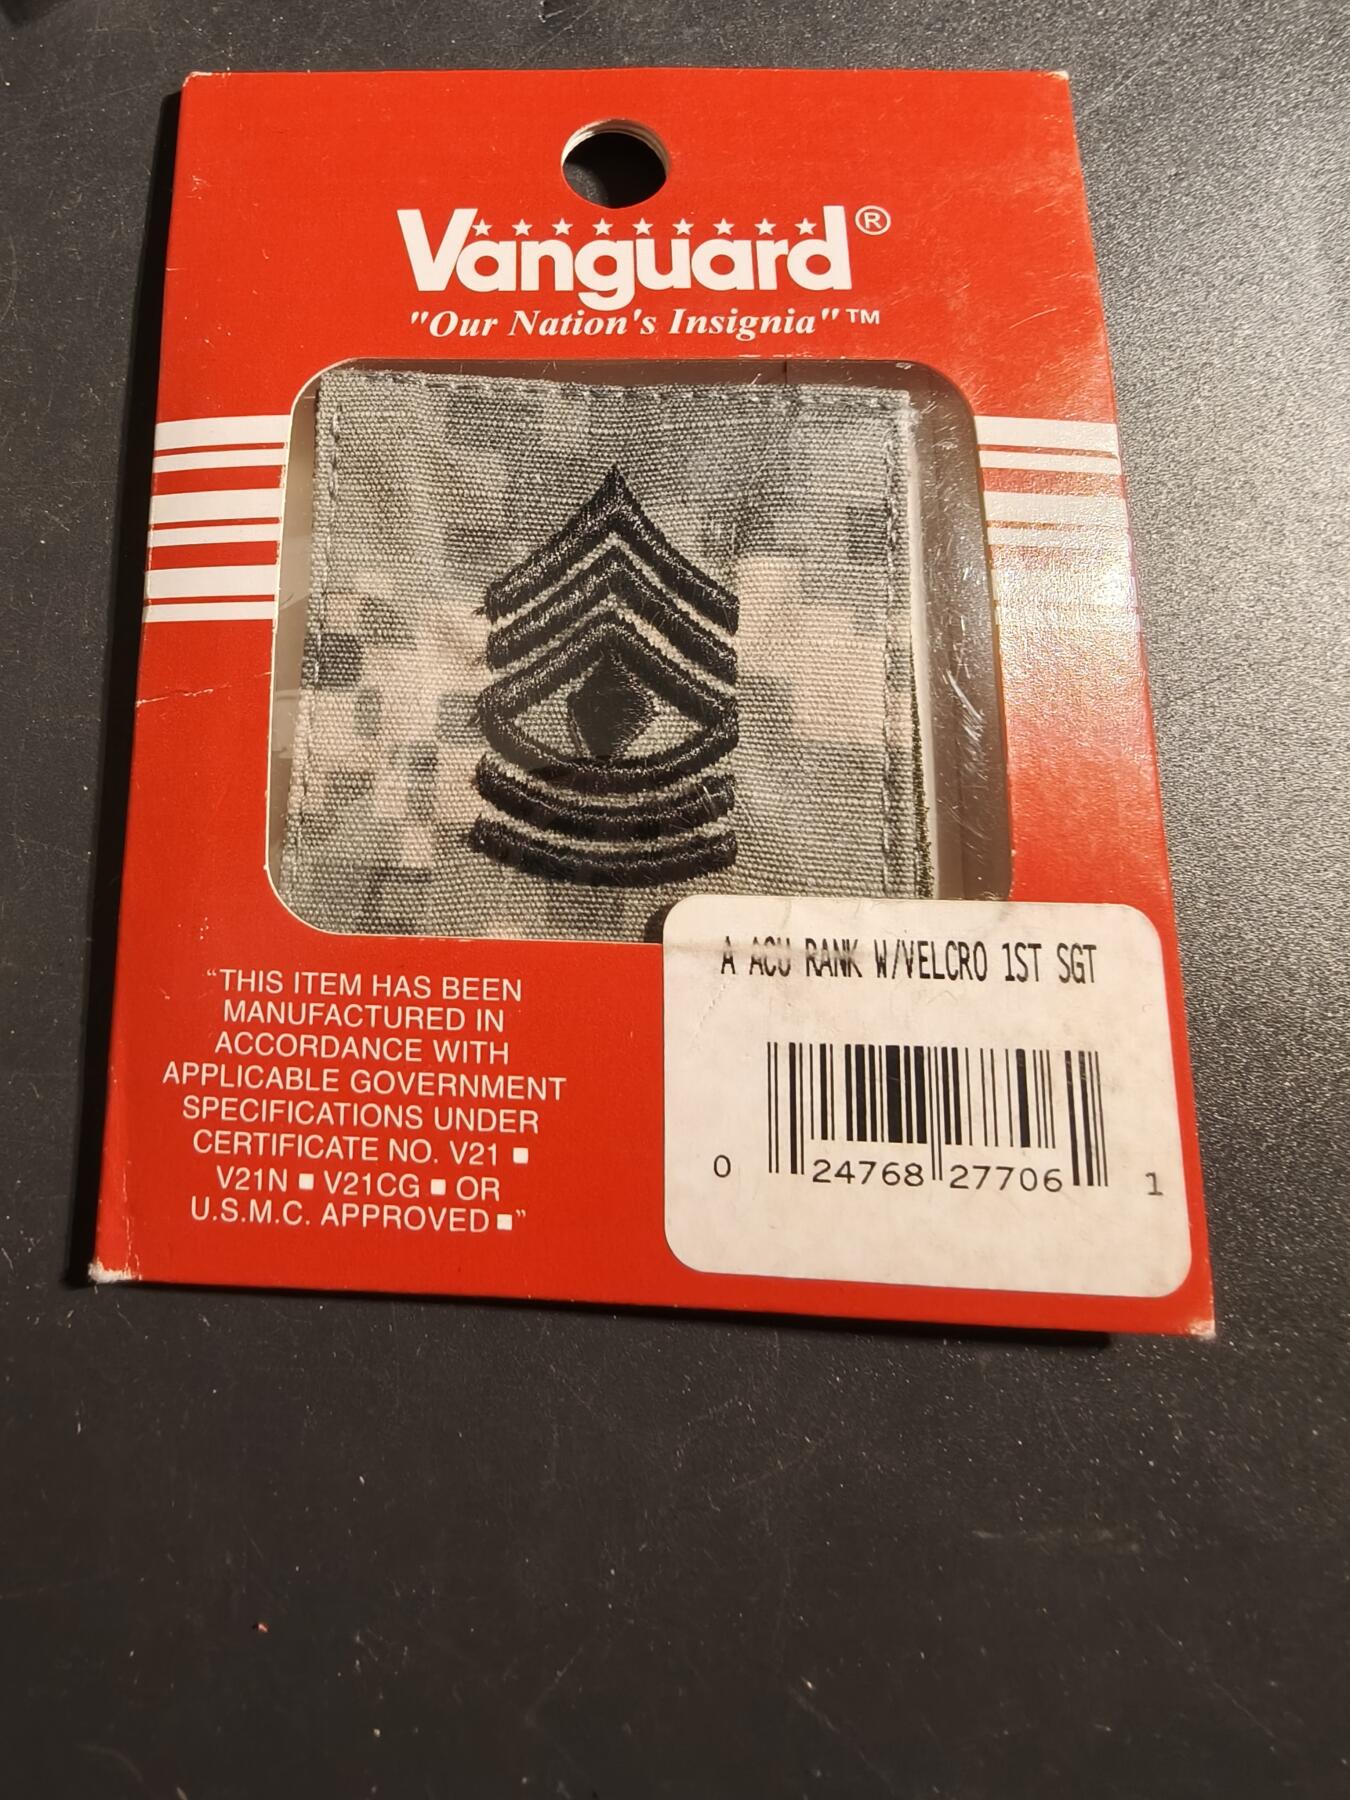 Vanguard®
"Our Nation's Insignia"™
"THIS ITEM HAS BEEN
MANUFACTURED IN
ACCORDANCE WITH
APPLICABLE GOVERNMENT
SPECIFICATIONS UNDER
CERTIFICATE NO. V21 ■
V21N ■ V21CG ■ OR
U.S.M.C. APPROVED ■"
A ACU RANK W/VELCRO 1ST SGT
0 24768 27706 1